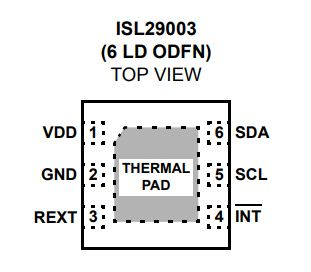 ISL29003
(6 LD ODFN)
TOP VIEW
VDD 1 6 SDA
GND 2 THERMAL PAD 5 SCL
REXT 3 4 INT